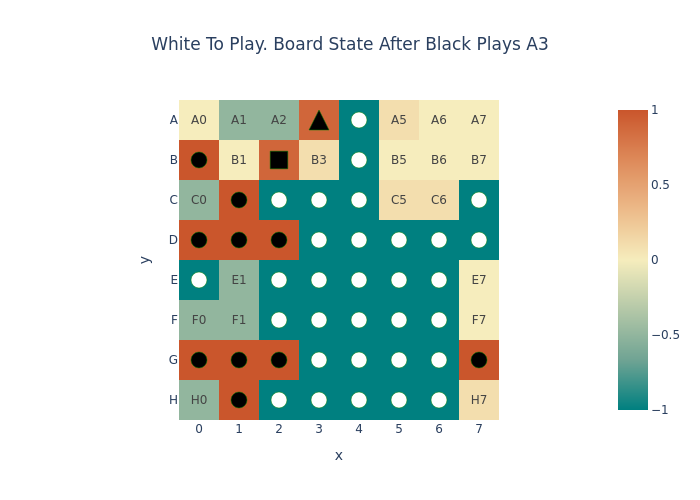 White To Play. Board State After Black Plays A3
A A0 A1 A2 A5 A6 A7
B B1 B3 B5 B6 B7
C C0 C5 C6
D
E E1 E7
F F0 F1 F7
G
H H0 H7
0 1 2 3 4 5 6 7
x
y
1
0.5
0
−0.5
−1